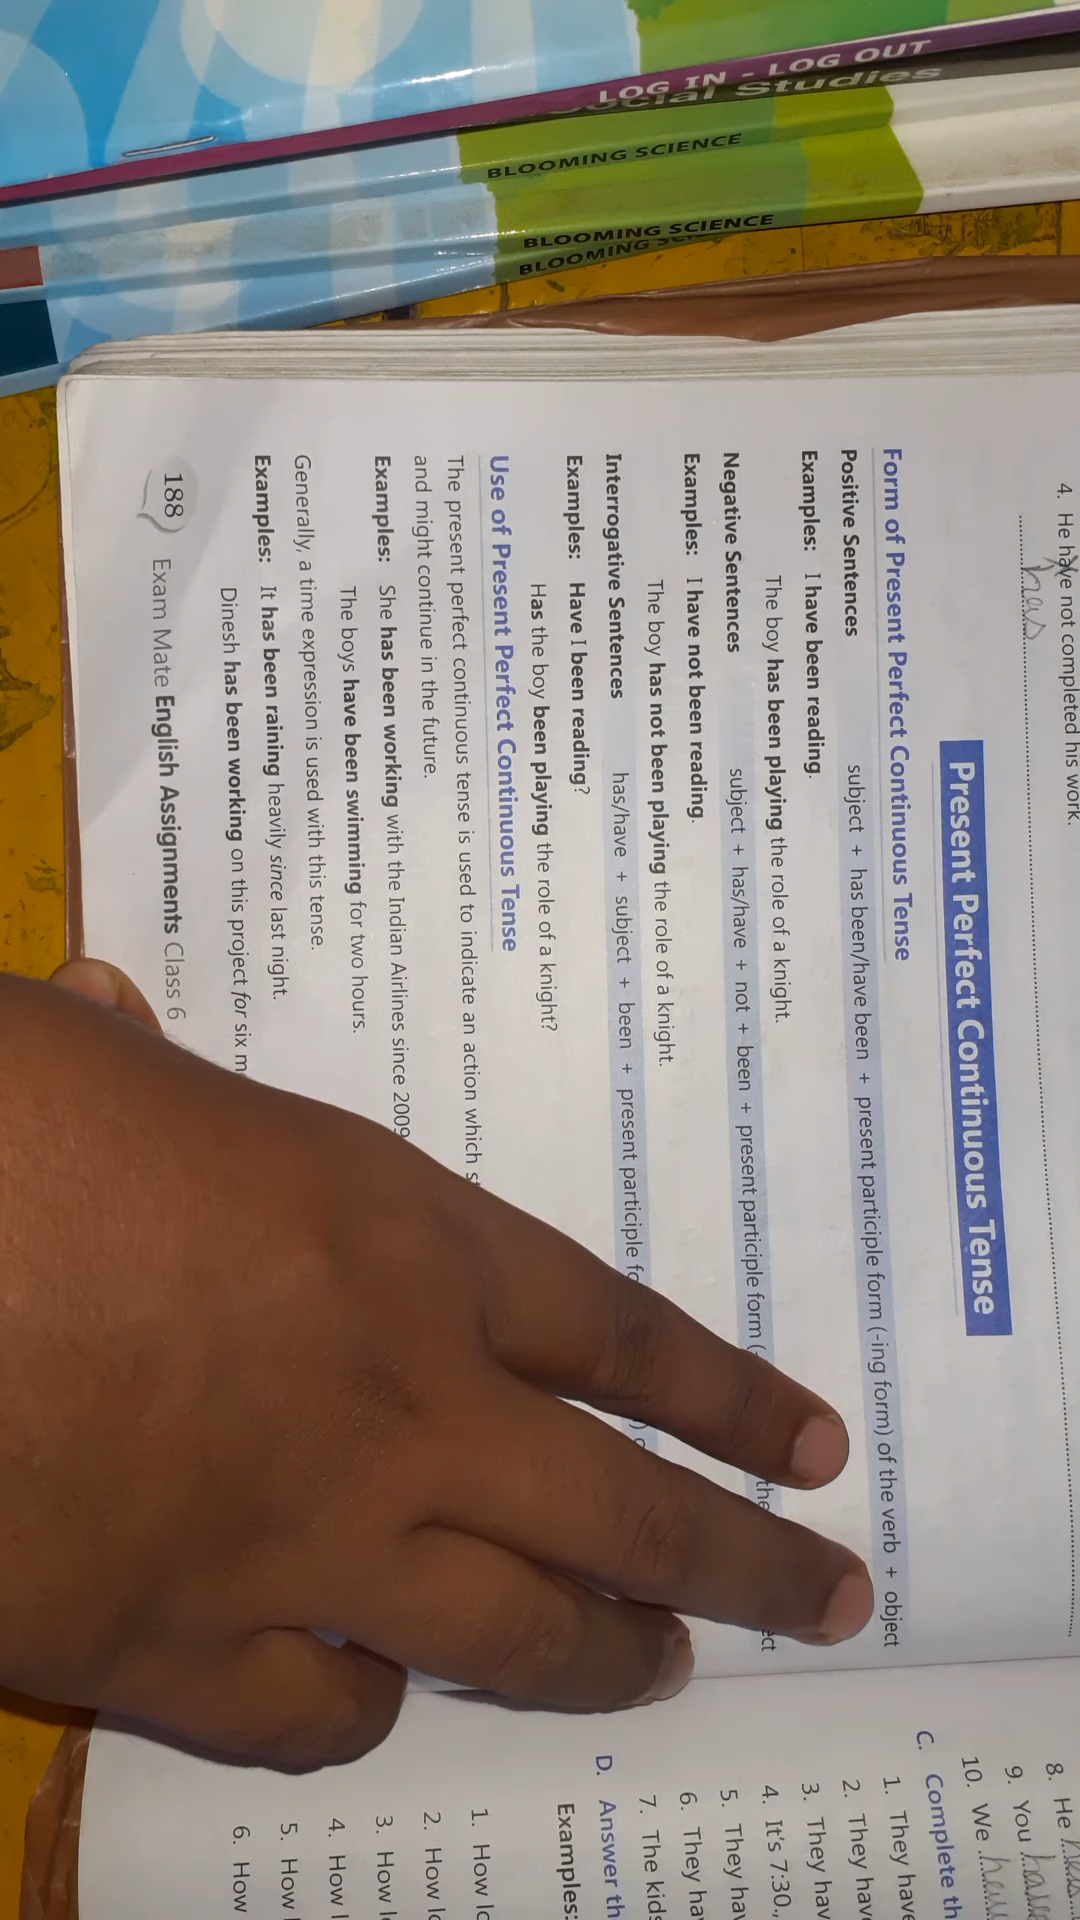 LOG IN - LOG OUT
Social Studies
BLOOMING SCIENCE
BLOOMING SCIENCE
BLOOMING
4. He have not completed his work.
has
Present Perfect Continuous Tense
Form of Present Perfect Continuous Tense
Positive Sentences subject + has been/have been + present participle form (-ing form) of the verb + object
Examples: I have been reading.
The boy has been playing the role of a knight.
Negative Sentences subject + has/have + not + been + present participle form (
Examples: I have not been reading.
The boy has not been playing the role of a knight.
Interrogative Sentences has/have + subject + been + present participle
Examples: Have I been reading?
Has the boy been playing the role of a knight?
Use of Present Perfect Continuous Tense
The present perfect continuous tense is used to indicate an action which
and might continue in the future.
Examples: She has been working with the Indian Airlines since 2009
The boys have been swimming for two hours.
Generally, a time expression is used with this tense.
Examples: It has been raining heavily since last night.
Dinesh has been working on this project for six
188 Exam Mate English Assignments Class 6
8. He has
9. You have
10. We have
C. Complete th
1. They have
2. They have
3. They hav
4. It's 7:30.,
5. They hav
6. They ha
7. The kids
D. Answer th
Examples:
1. How lo
2. How lo
3. How l
4. How l
5. How l
6. How